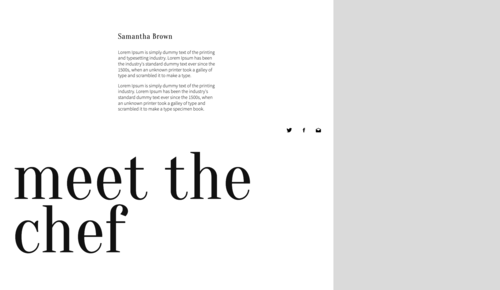 Samantha Brown
Lorem Ipsum is simply dummy text of the printing
and typesetting industry. Lorem Ipsum has been
the industry's standard dummy text ever since the
1500s, when an unknown printer took a galley of
type and scrambled it to make a type.
Lorem Ipsum is simply dummy text of the printing
industry. Lorem Ipsum has been the industry's
standard dummy text ever since the 1500s, when
an unknown printer took a galley of type and
scrambled it to make a type specimen book.
meet the
chef